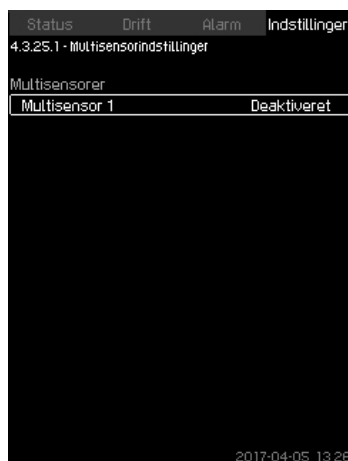 Status Drift Alarm Indstillinger
4.3.25.1 - Multisensorindstillinger
Multisensorer
Multisensor 1 Deaktiveret
2017-04-05 13:26